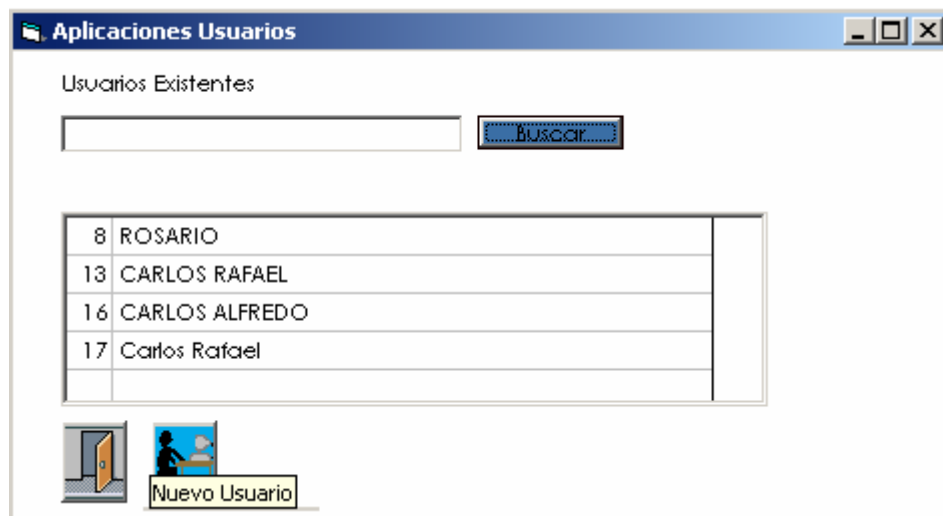 Aplicaciones Usuarios
Usuarios Existentes
Buscar
8 ROSARIO
13 CARLOS RAFAEL
16 CARLOS ALFREDO
17 Carlos Rafael
Nuevo Usuario